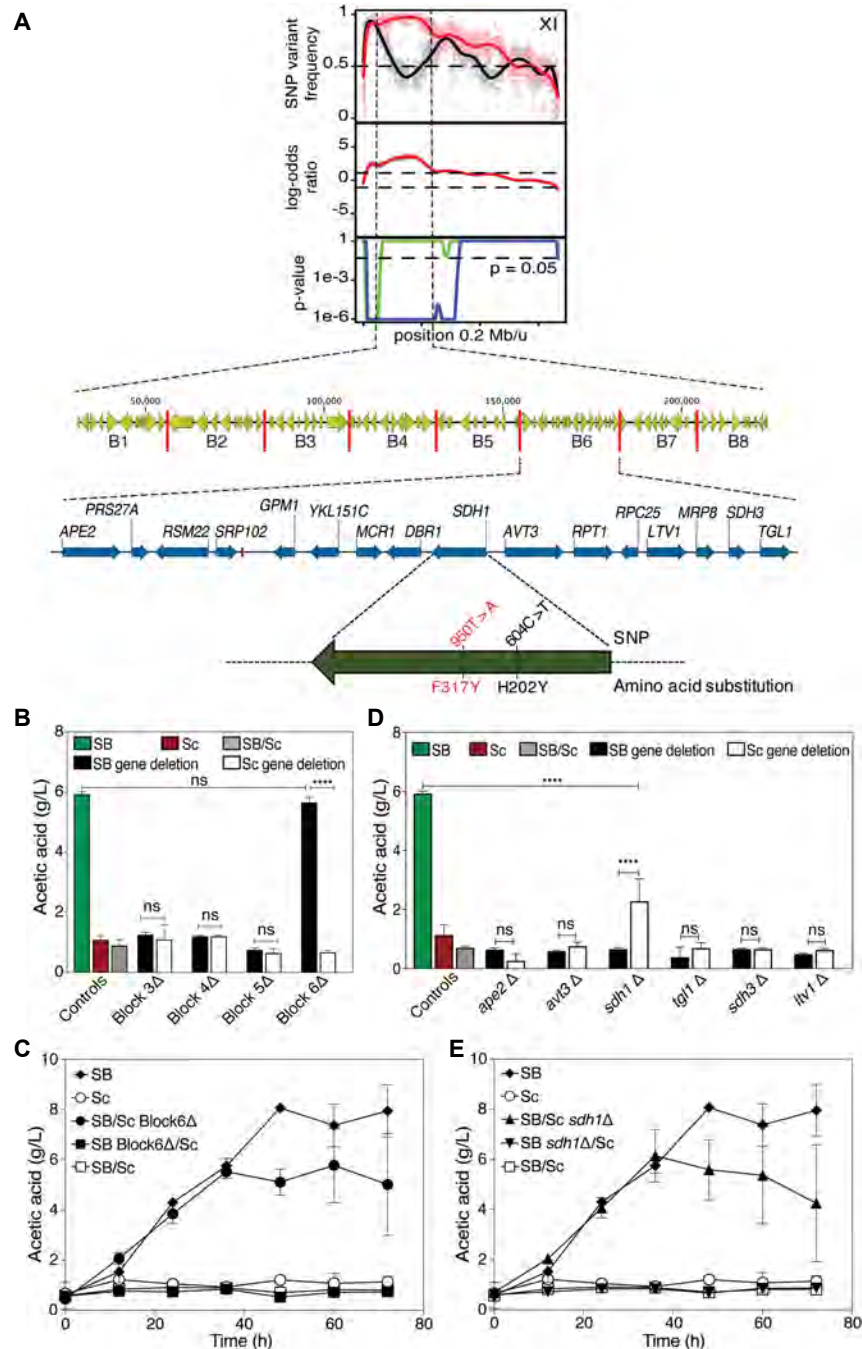 A
XI
SNP variant
frequency
1
0.5
0
log-odds
ratio
5
0
-5
p-value
1
1e-3
1e-6
p = 0.05
position 0.2 Mb/u
50,000 100,000 150,000 200,000
B1 B2 B3 B4 B5 B6 B7 B8
PRS27A GPM1 YKL151C SDH1 RPC25 MRP8 SDH3
APE2 RSM22 SRP102 MCR1 DBR1 AVT3 RPT1 LTV1 TGL1
950T>A 604C>T SNP
F317Y H202Y Amino acid substitution
B
Acetic acid (g/L)
8
6
4
2
0
SB Sc SB/Sc
SB gene deletion Sc gene deletion
ns ****
ns ns ns
Controls Block 3Δ Block 4Δ Block 5Δ Block 6Δ
D
Acetic acid (g/L)
8
6
4
2
0
SB Sc SB/Sc SB gene deletion
Sc gene deletion
****
****
ns ns ns ns ns
Controls ape2 Δ avt3 Δ sdh1 Δ tgl1 Δ sdh3 Δ ltv1 Δ
C
Acetic acid (g/L)
10
8
6
4
2
0
SB
Sc
SB/Sc Block6Δ
SB Block6Δ/Sc
SB/Sc
0 20 40 60 80
Time (h)
E
Acetic acid (g/L)
10
8
6
4
2
0
SB
Sc
SB/Sc sdh1Δ
SB sdh1Δ/Sc
SB/Sc
0 20 40 60 80
Time (h)